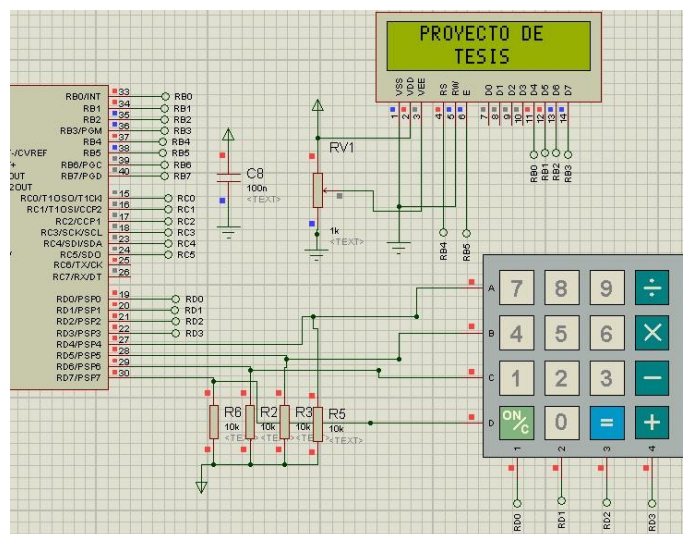 PROYECTO DE
TESIS
VSS
VDD
VEE
RS
RW
E
D0
D1
D2
D3
D4
D5
D6
D7
1
2
3
4
5
6
7
8
9
10
11
12
13
14
RB0
RB1
RB2
RB3
RB4
RB5
RB0/INT 33 RB0
RB1 34 RB1
RB2 35 RB2
RB3/PGM 36 RB3
RB4 37 RB4
-/CVREF RB5 38 RB5
+ RB6/PGC 39 RB6
OUT RB7/PGD 40 RB7
2OUT
RC0/T1OSO/T1CKI 15 RC0
RC1/T1OSI/CCP2 16 RC1
RC2/CCP1 17 RC2
RC3/SCK/SCL 18 RC3
RC4/SDI/SDA 23 RC4
RC5/SDO 24 RC5
RC6/TX/CK 25
RC7/RX/DT 26
RD0/PSP0 19 RD0
RD1/PSP1 20 RD1
RD2/PSP2 21 RD2
RD3/PSP3 22 RD3
RD4/PSP4 27
RD5/PSP5 28
RD6/PSP6 29
RD7/PSP7 30
C8
100n
<TEXT>
RV1
1k
<TEXT>
R6
10k
<TEXT>
R2
10k
<TEXT>
R3
10k
<TEXT>
R5
10k
<TEXT>
A 7 8 9 ÷
B 4 5 6 ×
C 1 2 3 −
D ON/C 0 = +
1 2 3 4
RD0 RD1 RD2 RD3